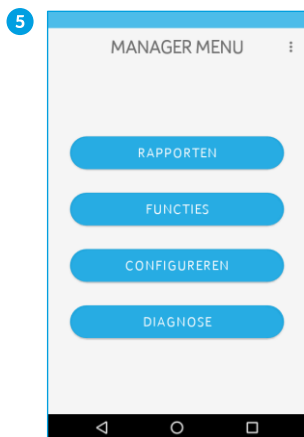 5
MANAGER MENU
RAPPORTEN
FUNCTIES
CONFIGUREREN
DIAGNOSE